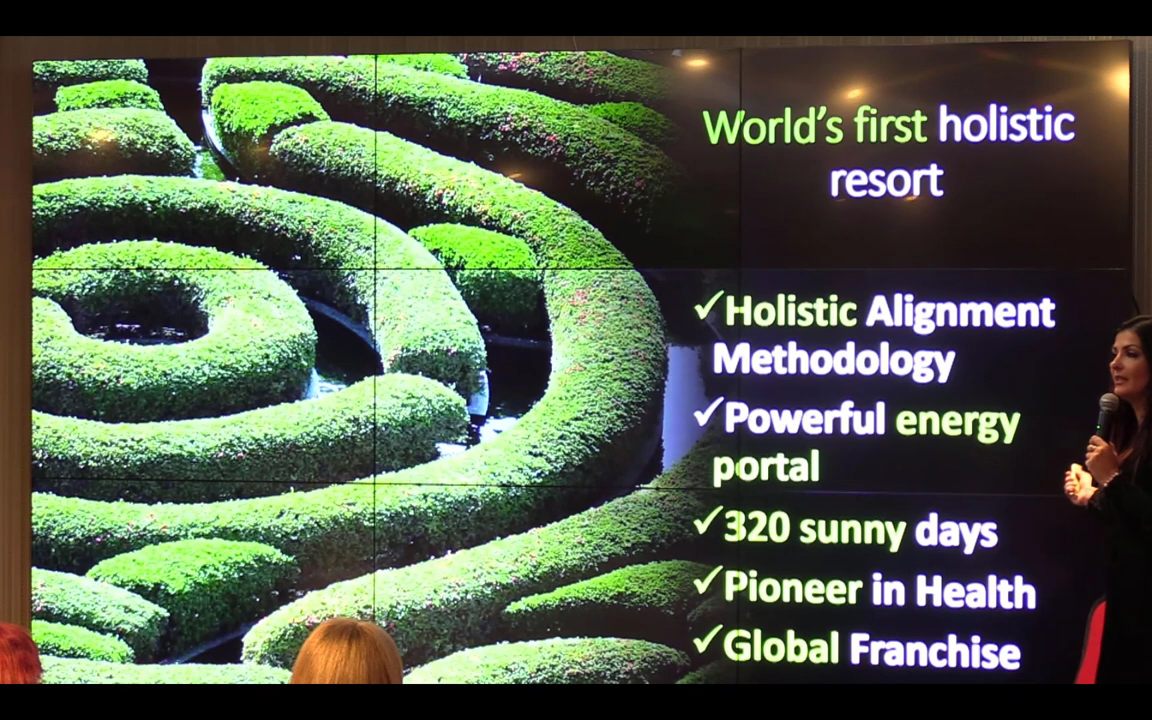 World's first holistic
resort
✓Holistic Alignment
Methodology
✓Powerful energy
portal
✓320 sunny days
✓Pioneer in Health
✓Global Franchise